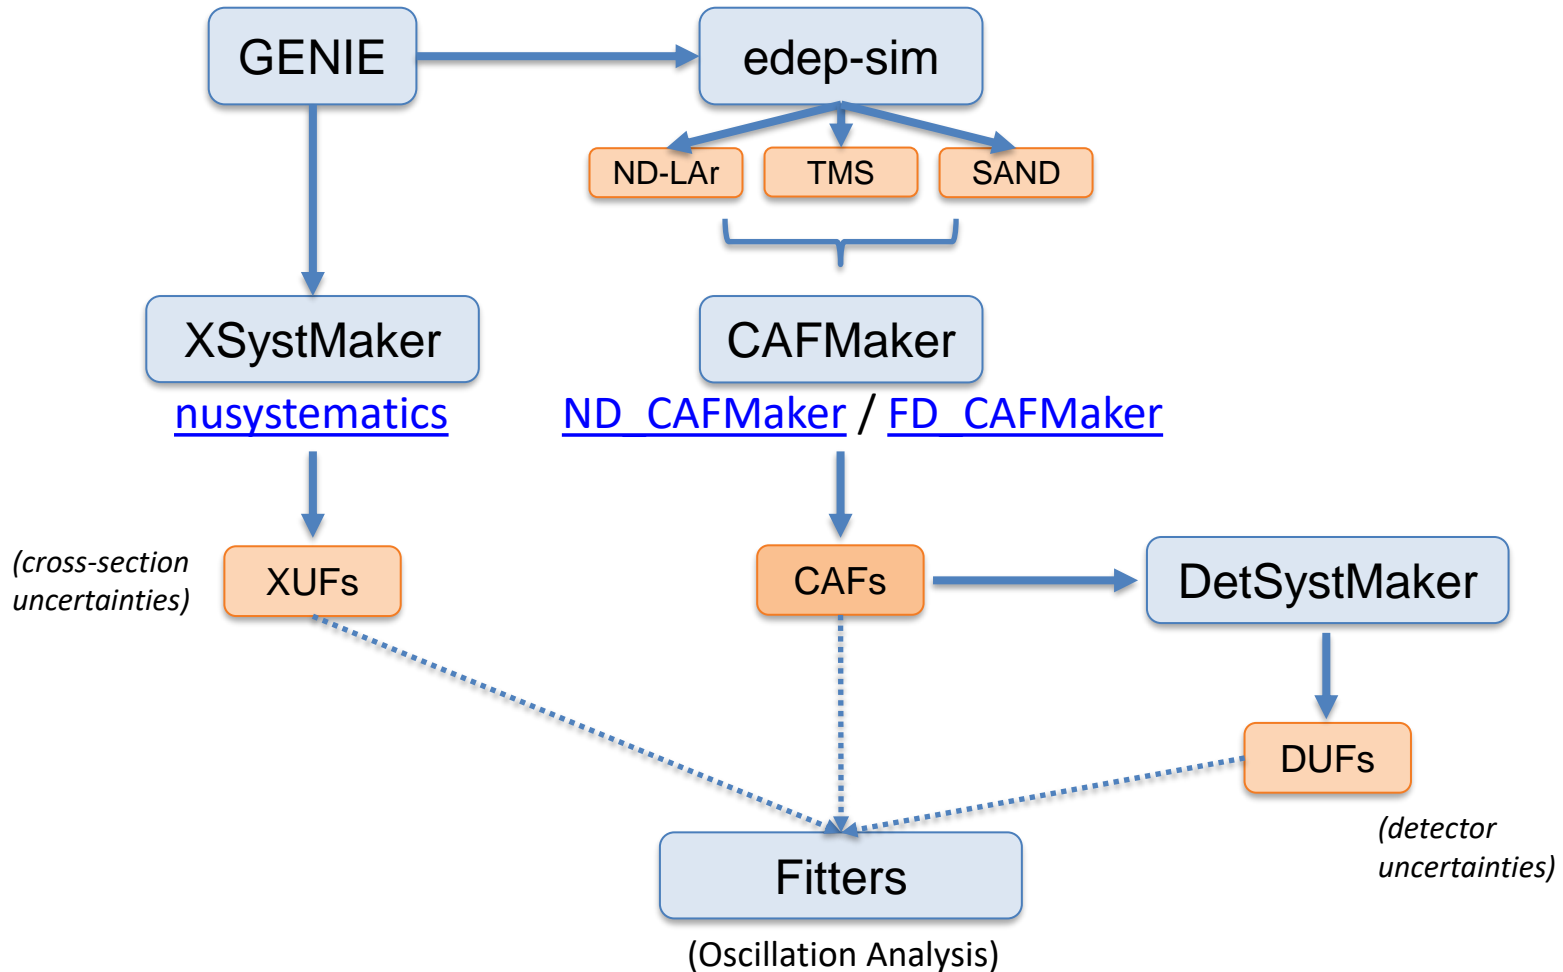 GENIE
edep-sim
ND-LAr
TMS
SAND
XSystMaker
CAFMaker
nusystematics
ND_CAFMaker / FD_CAFMaker
(cross-section
uncertainties)
XUFs
CAFs
DetSystMaker
DUFs
(detector
uncertainties)
Fitters
(Oscillation Analysis)